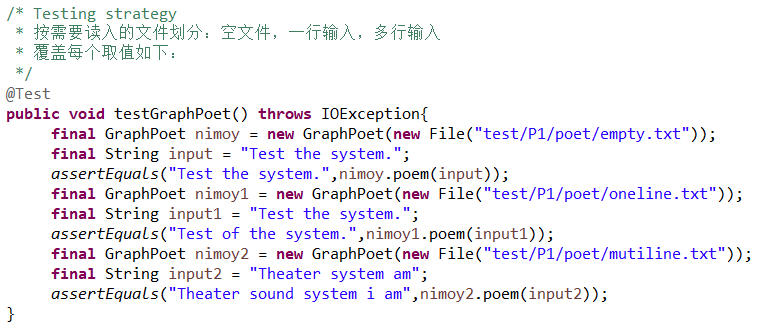 /* Testing strategy
 * 按需要读入的文件划分：空文件，一行输入，多行输入
 * 覆盖每个取值如下：
 */
@Test
public void testGraphPoet() throws IOException{
     final GraphPoet nimoy = new GraphPoet(new File("test/P1/poet/empty.txt"));
     final String input = "Test the system.";
     assertEquals("Test the system.",nimoy.poem(input));
     final GraphPoet nimoy1 = new GraphPoet(new File("test/P1/poet/oneline.txt"));
     final String input1 = "Test the system.";
     assertEquals("Test of the system.",nimoy1.poem(input1));
     final GraphPoet nimoy2 = new GraphPoet(new File("test/P1/poet/mutiline.txt"));
     final String input2 = "Theater system am";
     assertEquals("Theater sound system i am",nimoy2.poem(input2));
}